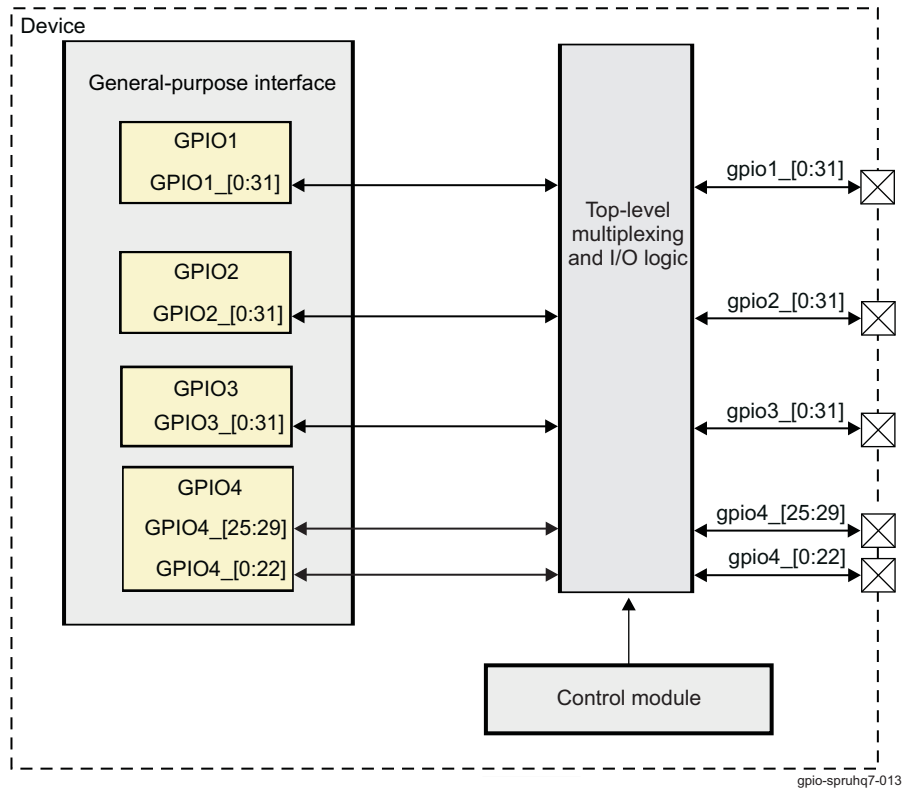 Device
General-purpose interface
GPIO1
GPIO1_[0:31]
GPIO2
GPIO2_[0:31]
GPIO3
GPIO3_[0:31]
GPIO4
GPIO4_[25:29]
GPIO4_[0:22]
Top-level
multiplexing
and I/O logic
gpio1_[0:31]
gpio2_[0:31]
gpio3_[0:31]
gpio4_[25:29]
gpio4_[0:22]
Control module
gpio-spruhq7-013